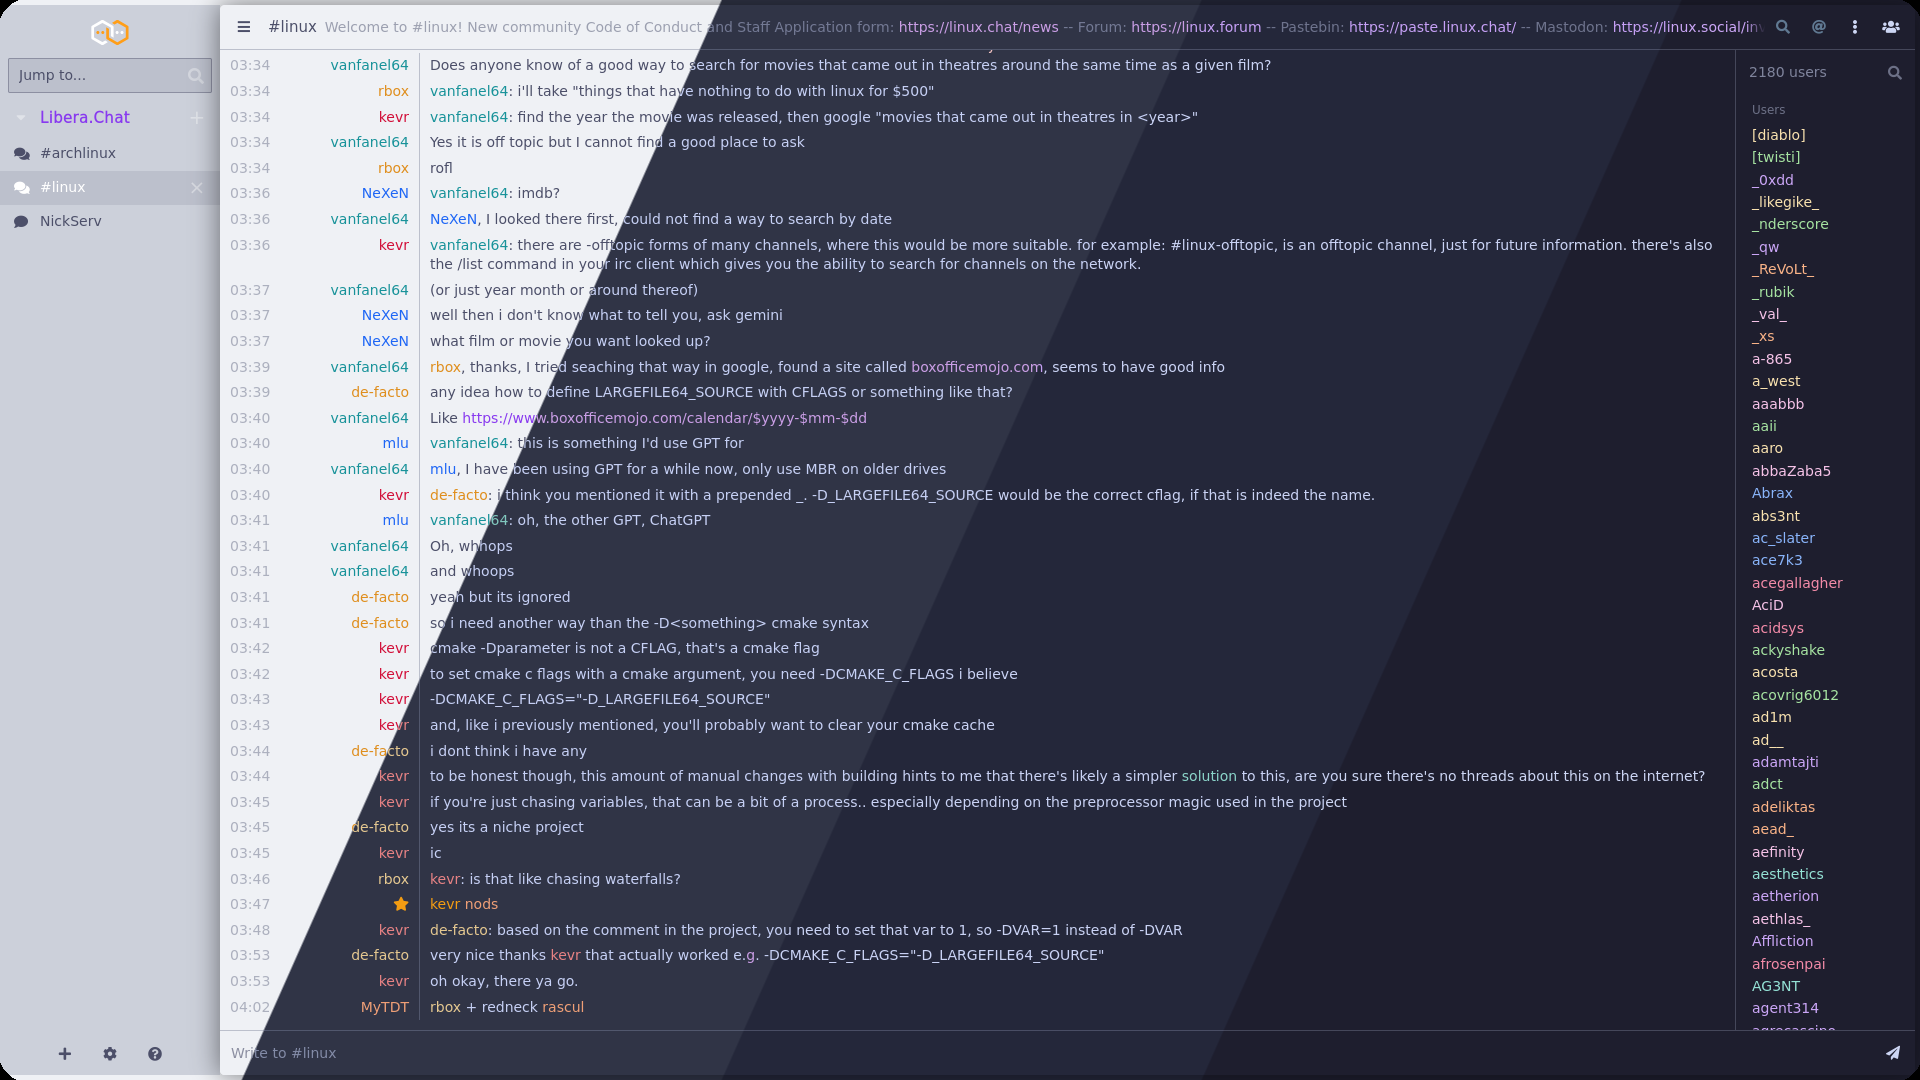 Jump to...
Libera.Chat
#archlinux
#linux
NickServ
#linux Welcome to #linux! New community Code of Conduct and Staff Application form: https://linux.chat/news -- Forum: https://linux.forum -- Pastebin: https://paste.linux.chat/ -- Mastodon: https://linux.social/inv
03:34 vanfanel64 Does anyone know of a good way to search for movies that came out in theatres around the same time as a given film?
03:34 rbox vanfanel64: i'll take "things that have nothing to do with linux for $500"
03:34 kevr vanfanel64: find the year the movie was released, then google "movies that came out in theatres in <year>"
03:34 vanfanel64 Yes it is off topic but I cannot find a good place to ask
03:34 rbox rofl
03:36 NeXeN vanfanel64: imdb?
03:36 vanfanel64 NeXeN, I looked there first, could not find a way to search by date
03:36 kevr vanfanel64: there are -offtopic forms of many channels, where this would be more suitable. for example: #linux-offtopic, is an offtopic channel, just for future information. there's also
the /list command in your irc client which gives you the ability to search for channels on the network.
03:37 vanfanel64 (or just year month or around thereof)
03:37 NeXeN well then i don't know what to tell you, ask gemini
03:37 NeXeN what film or movie you want looked up?
03:39 vanfanel64 rbox, thanks, I tried seaching that way in google, found a site called boxofficemojo.com, seems to have good info
03:39 de-facto any idea how to define LARGEFILE64_SOURCE with CFLAGS or something like that?
03:40 vanfanel64 Like https://www.boxofficemojo.com/calendar/$yyyy-$mm-$dd
03:40 mlu vanfanel64: this is something I'd use GPT for
03:40 vanfanel64 mlu, I have been using GPT for a while now, only use MBR on older drives
03:40 kevr de-facto: i think you mentioned it with a prepended _. -D_LARGEFILE64_SOURCE would be the correct cflag, if that is indeed the name.
03:41 mlu vanfanel64: oh, the other GPT, ChatGPT
03:41 vanfanel64 Oh, whhops
03:41 vanfanel64 and whoops
03:41 de-facto yeah but its ignored
03:41 de-facto so i need another way than the -D<something> cmake syntax
03:42 kevr cmake -Dparameter is not a CFLAG, that's a cmake flag
03:42 kevr to set cmake c flags with a cmake argument, you need -DCMAKE_C_FLAGS i believe
03:43 kevr -DCMAKE_C_FLAGS="-D_LARGEFILE64_SOURCE"
03:43 kevr and, like i previously mentioned, you'll probably want to clear your cmake cache
03:44 de-facto i dont think i have any
03:44 kevr to be honest though, this amount of manual changes with building hints to me that there's likely a simpler solution to this, are you sure there's no threads about this on the internet?
03:45 kevr if you're just chasing variables, that can be a bit of a process.. especially depending on the preprocessor magic used in the project
03:45 de-facto yes its a niche project
03:45 kevr ic
03:46 rbox kevr: is that like chasing waterfalls?
03:47 kevr nods
03:48 kevr de-facto: based on the comment in the project, you need to set that var to 1, so -DVAR=1 instead of -DVAR
03:53 de-facto very nice thanks kevr that actually worked e.g. -DCMAKE_C_FLAGS="-D_LARGEFILE64_SOURCE"
03:53 kevr oh okay, there ya go.
04:02 MyTDT rbox + redneck rascul
Write to #linux
2180 users
Users
[diablo]
[twisti]
_0xdd
_likegike_
_nderscore
_qw
_ReVoLt_
_rubik
_val_
_xs
a-865
a_west
aaabbb
aaii
aaro
abbaZaba5
Abrax
abs3nt
ac_slater
ace7k3
acegallagher
AciD
acidsys
ackyshake
acosta
acovrig6012
ad1m
ad__
adamtajti
adct
adeliktas
aead_
aefinity
aesthetics
aetherion
aethlas_
Affliction
afrosenpai
AG3NT
agent314